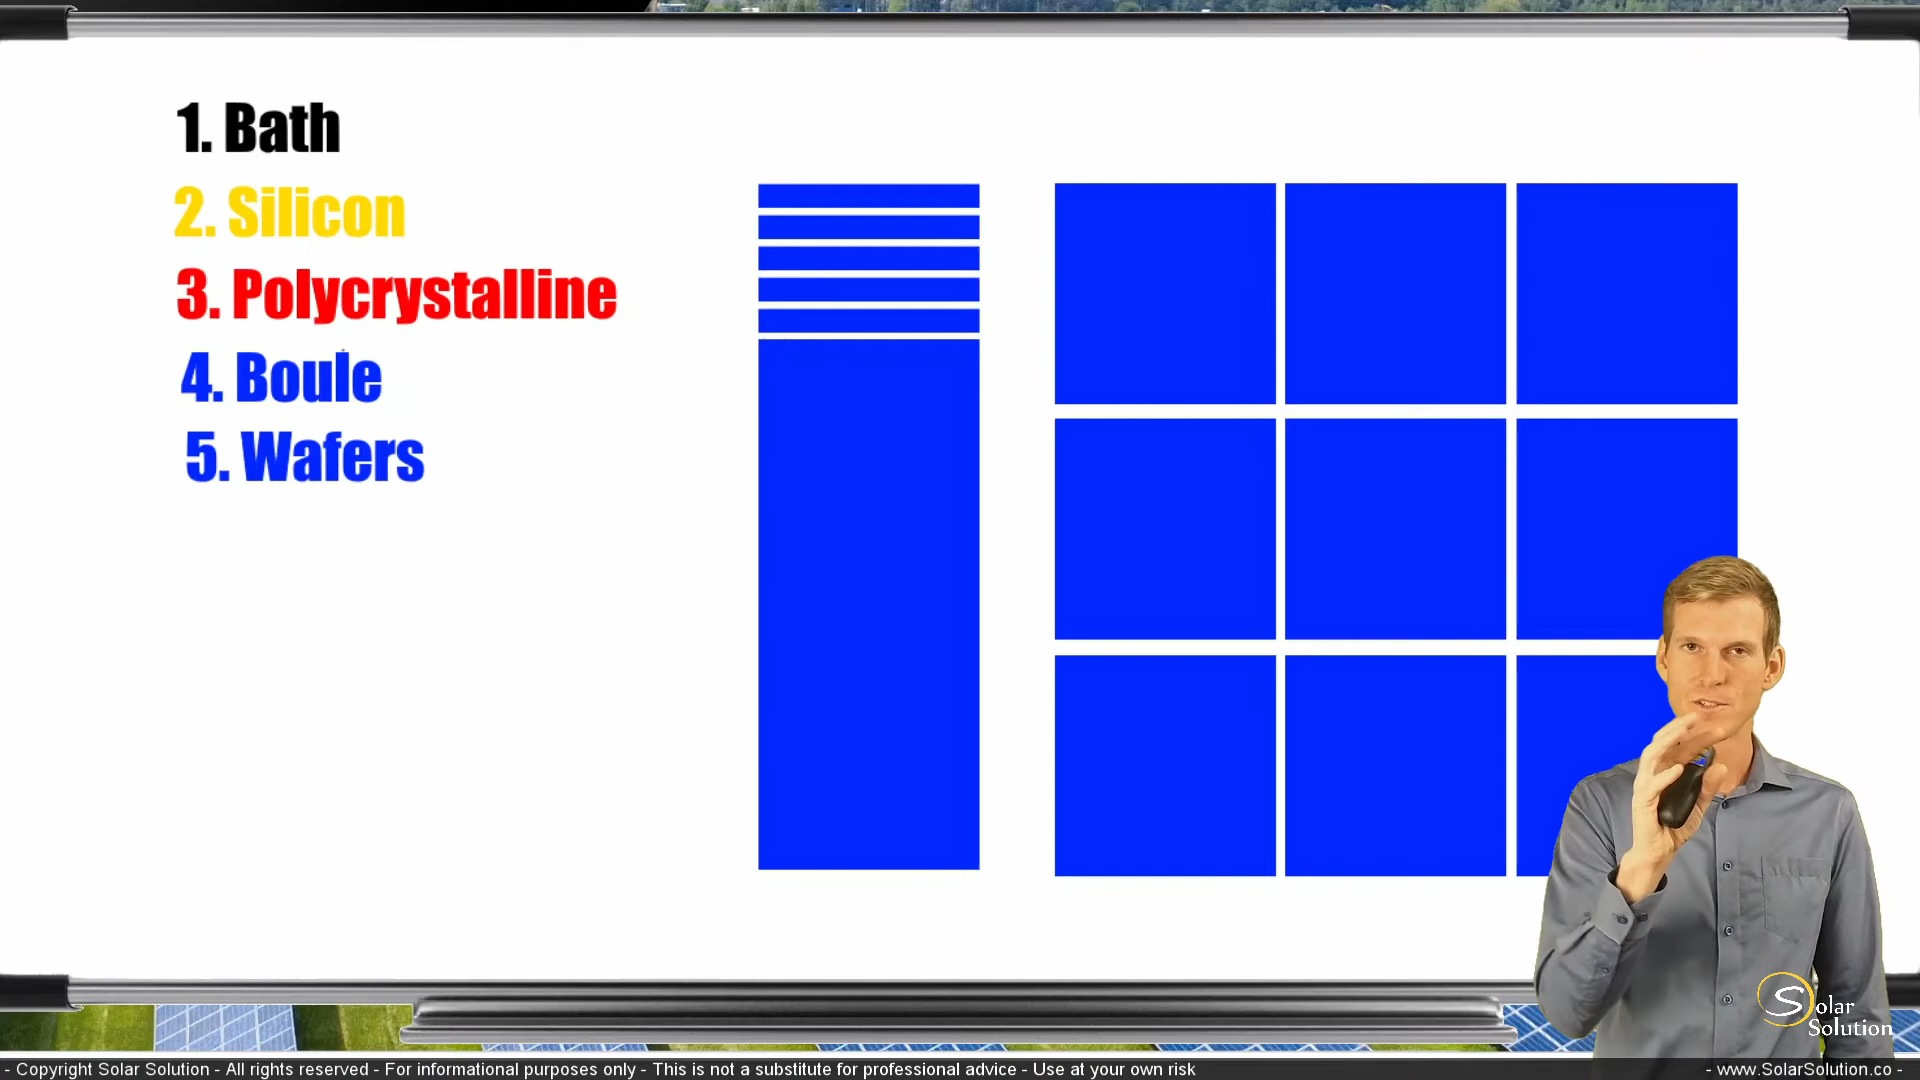 1. Bath
2. Silicon
3. Polycrystalline
4. Boule
5. Wafers
Solar
Solution
- Copyright Solar Solution - All rights reserved - For informational purposes only - This is not a substitute for professional advice - Use at your own risk
- www.SolarSolution.co -